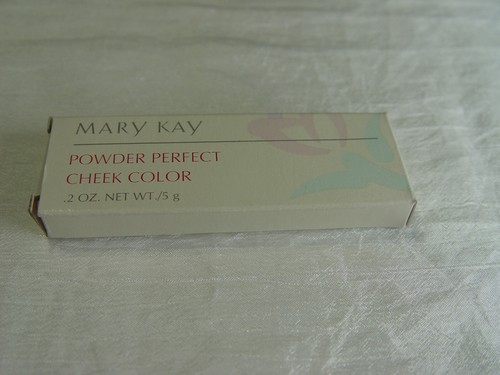 MARY KAY
POWDER PERFECT
CHEEK COLOR
.2 OZ. NET WT./5 g